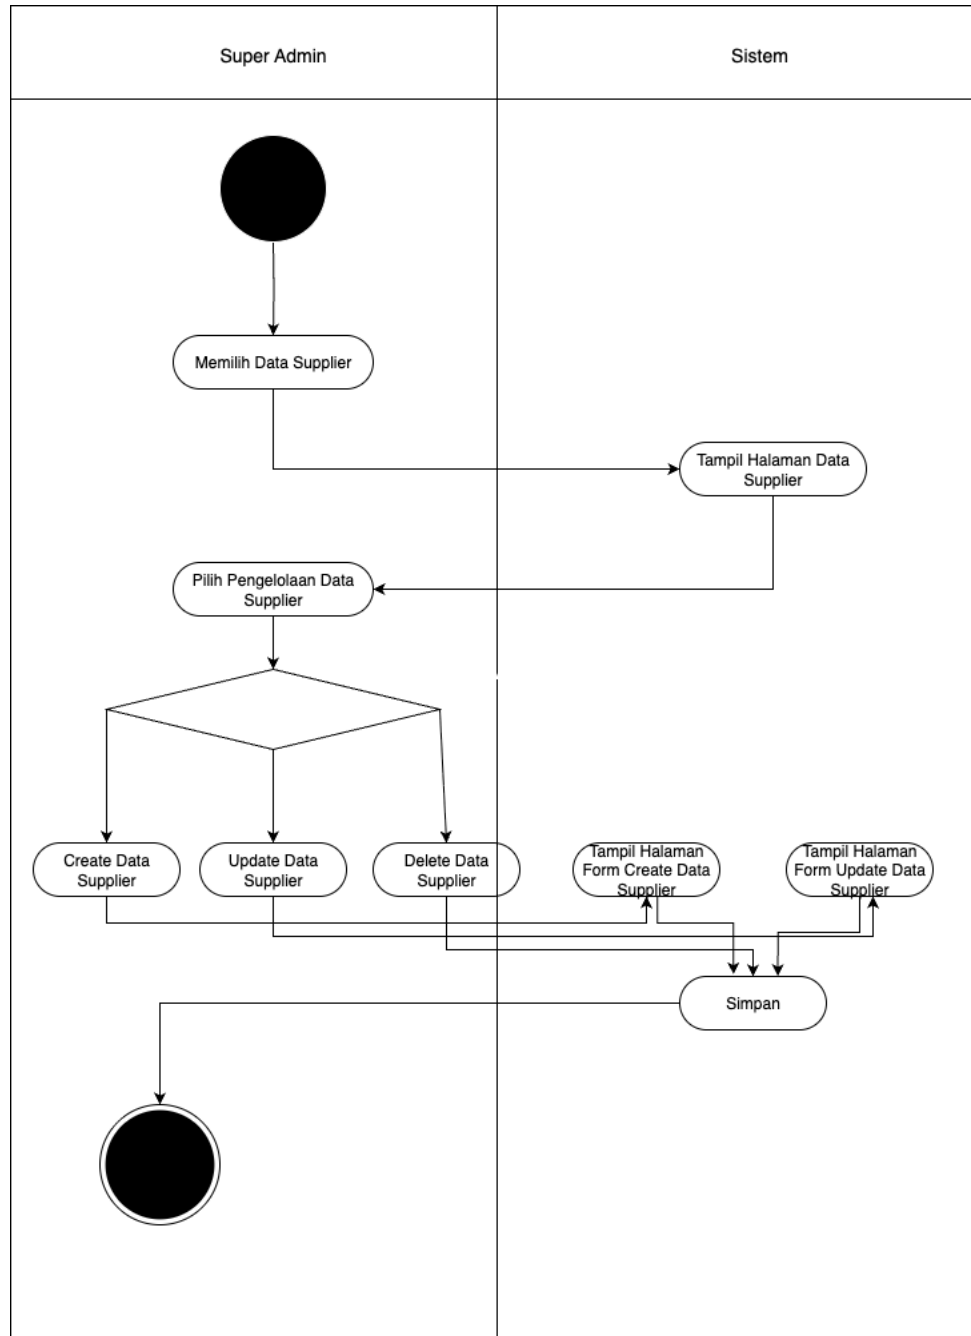 Super Admin
Sistem
Memilih Data Supplier
Tampil Halaman Data
Supplier
Pilih Pengelolaan Data
Supplier
Create Data
Supplier
Update Data
Supplier
Delete Data
Supplier
Tampil Halaman
Form Create Data
Supplier
Tampil Halaman
Form Update Data
Supplier
Simpan